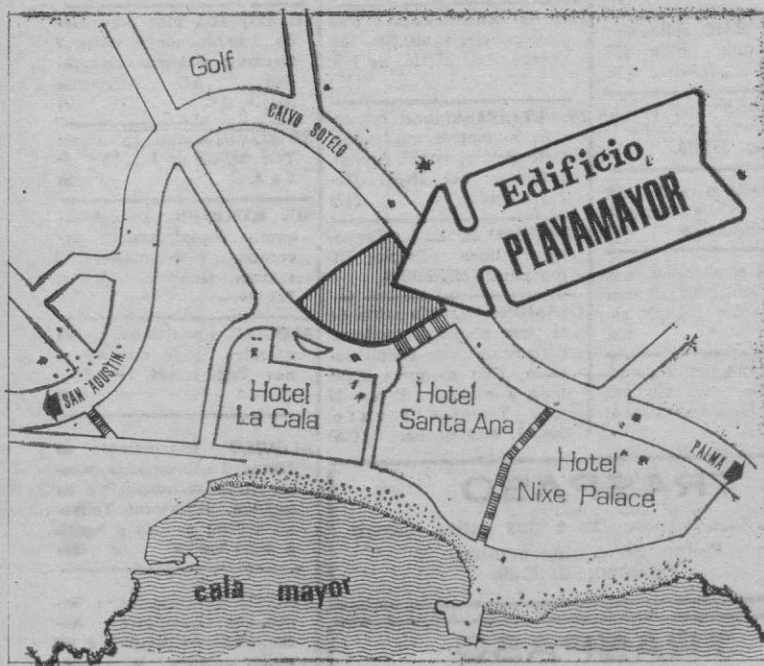 Golf
CALVO SOTELO
Edificio
PLAYAMAYOR
SAN AGUSTIN.
Hotel
La Cala
Hotel
Santa Ana
Hotel
Nixe Palace
PALMA
cala mayor